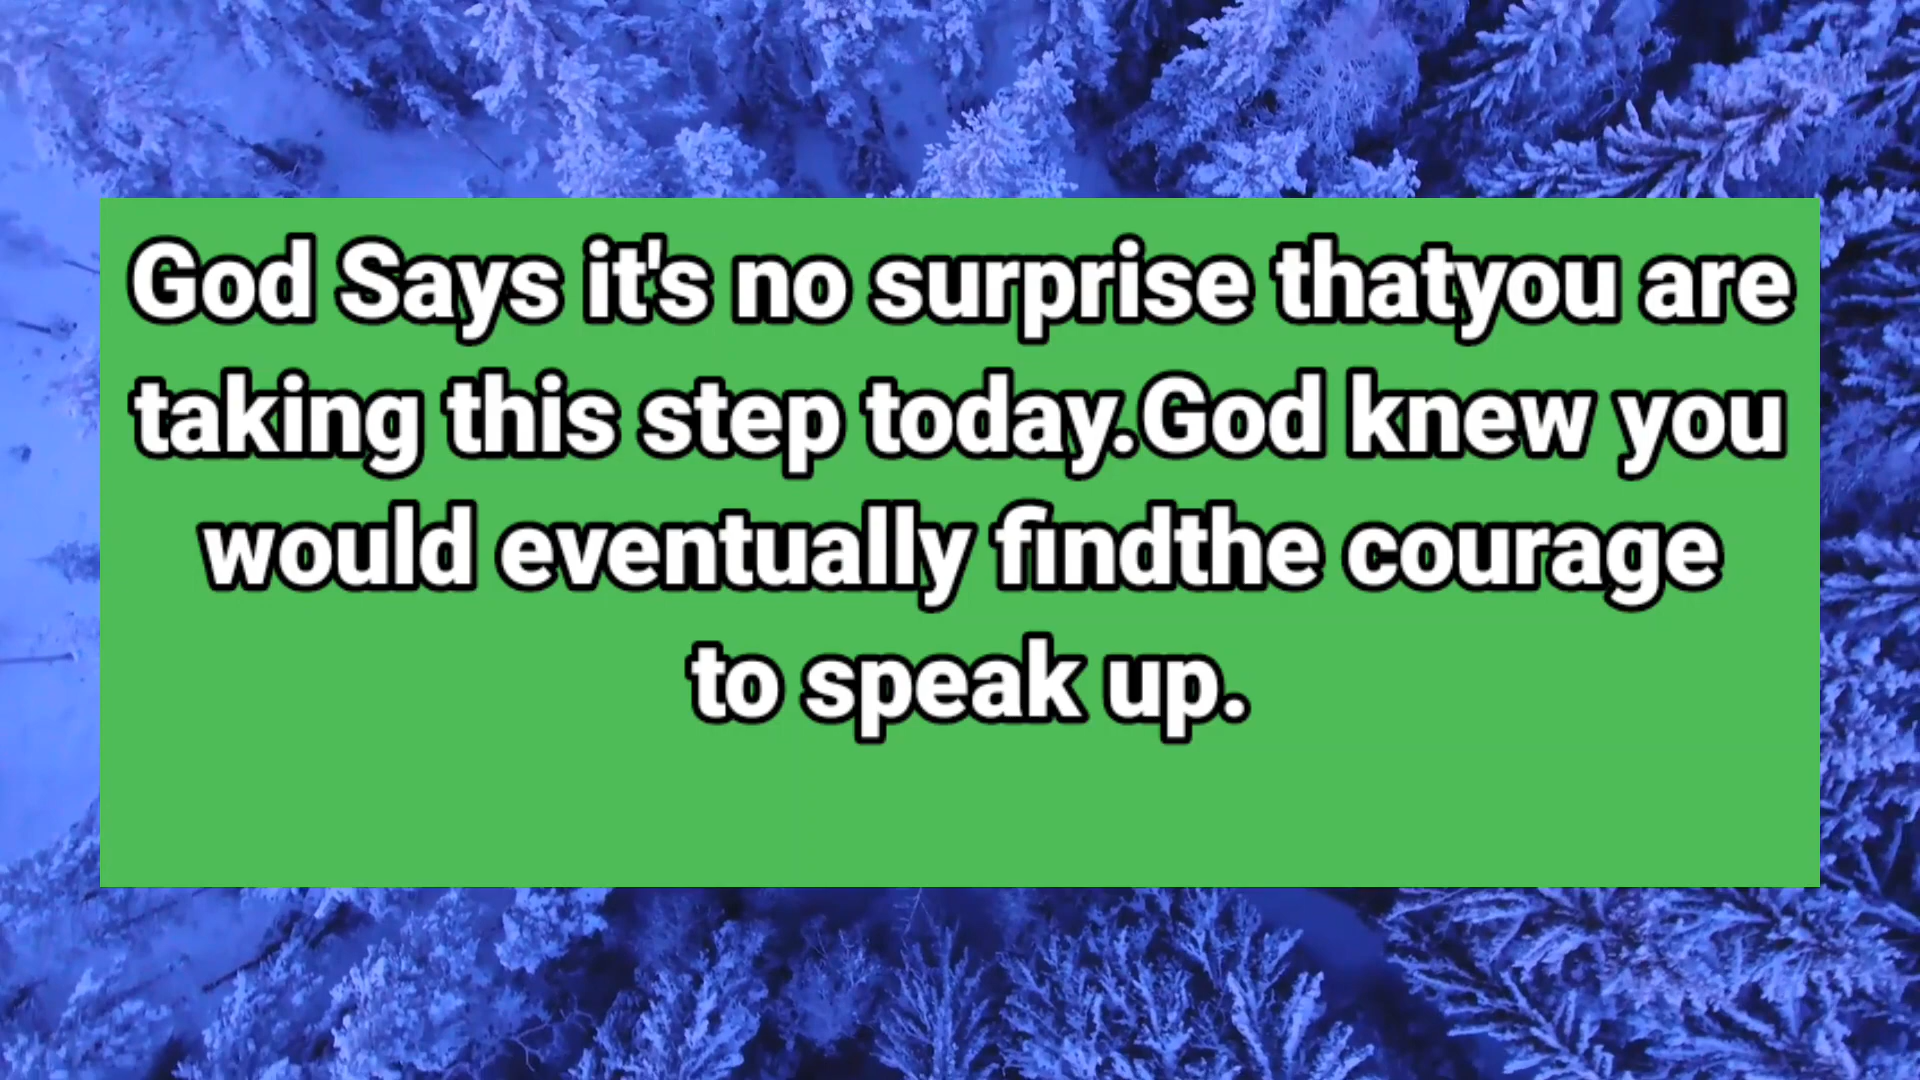 God Says it's no surprise thatyou are
taking this step today.God knew you
would eventually findthe courage
to speak up.